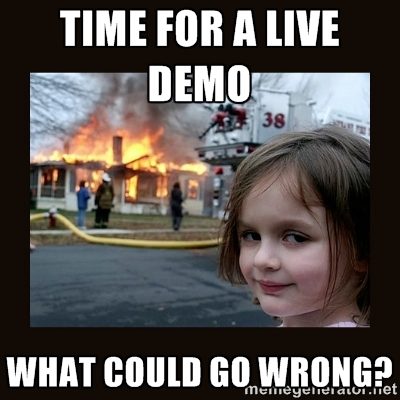 TIME FOR A LIVE
DEMO
38
WHAT COULD GO WRONG?
memegenerator.net